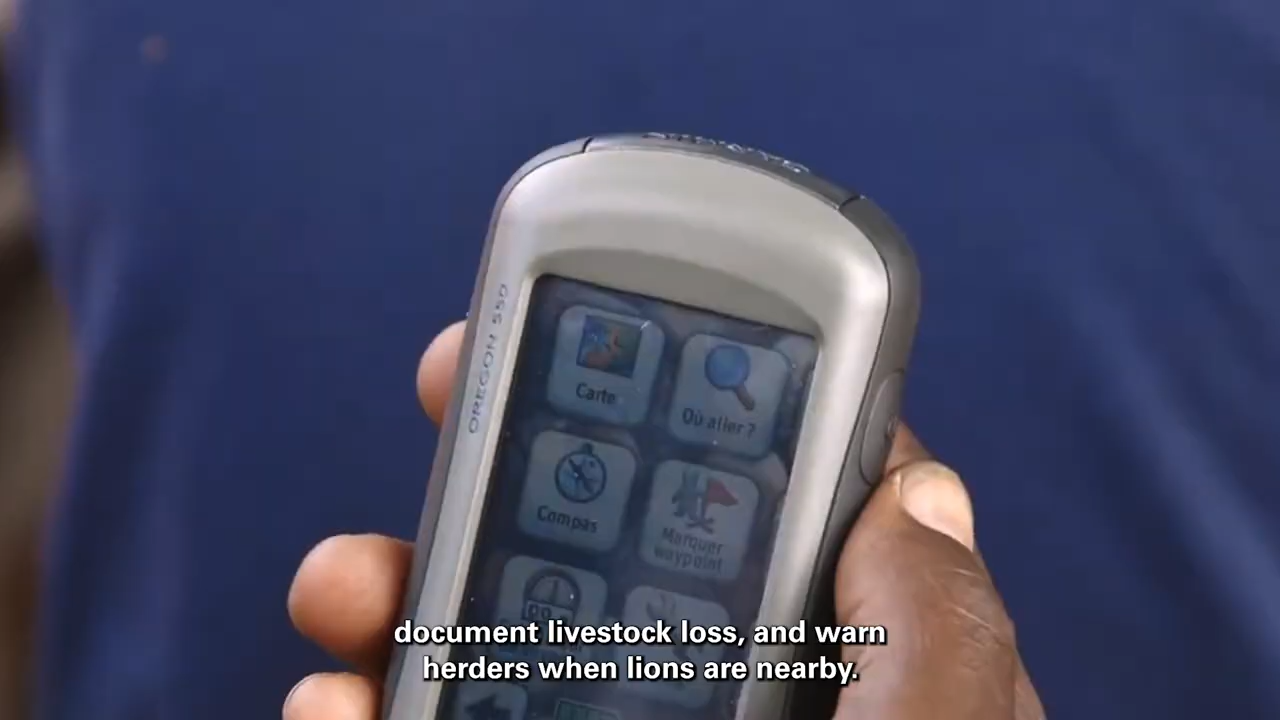 OREGON 550
Carte
Où aller ?
Compas
Marquer
waypoint
document livestock loss, and warn
herders when lions are nearby.